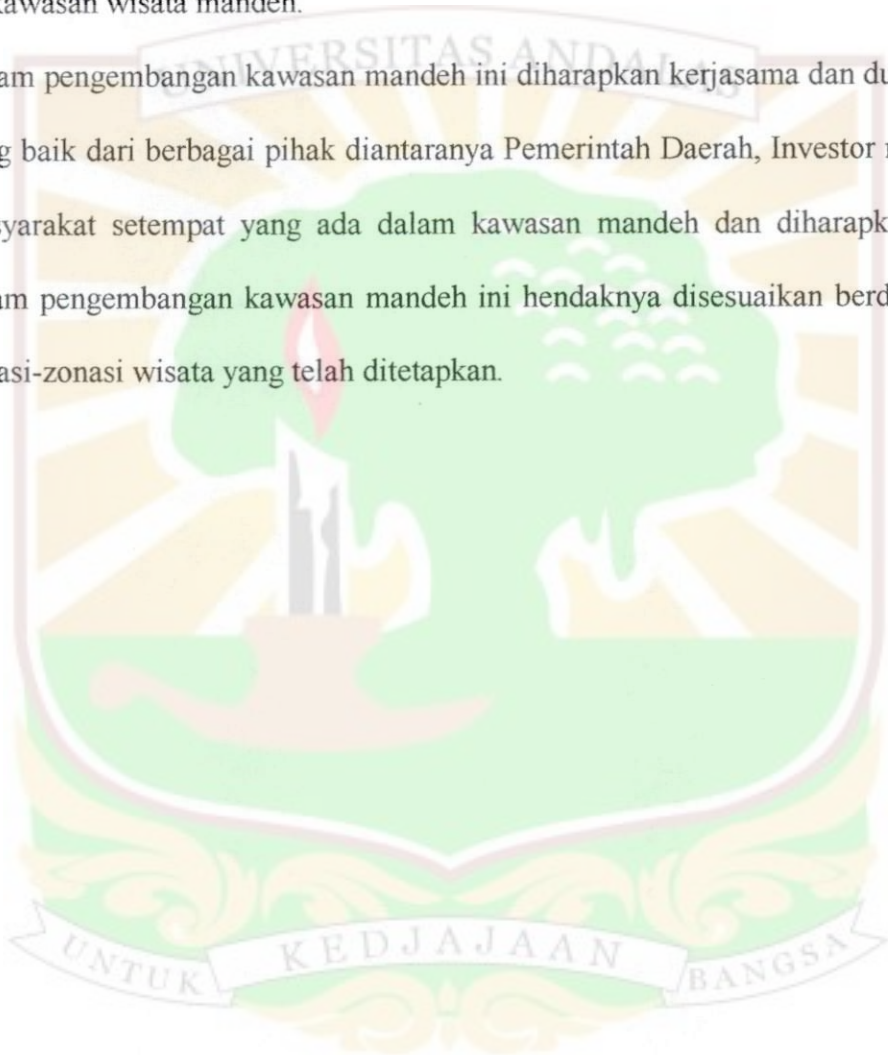 kawasan wisata mandeh.
UNIVERSITAS ANDALAS
am pengembangan kawasan mandeh ini diharapkan kerjasama dan du
g baik dari berbagai pihak diantaranya Pemerintah Daerah, Investor
syarakat setempat yang ada dalam kawasan mandeh dan diharapk
am pengembangan kawasan mandeh ini hendaknya disesuaikan berd
asi-zonasi wisata yang telah ditetapkan.
UNTUK KEDJAJAAN BANGSA